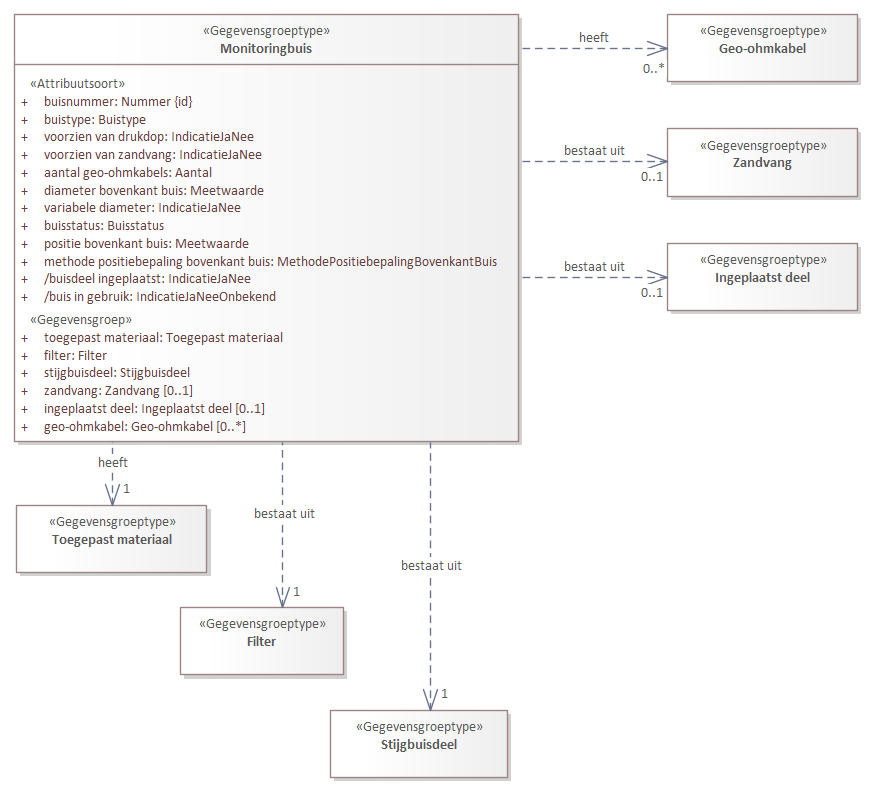 «Gegevensgroeptype»
Monitoringbuis
«Attribuutsoort»
+ buisnummer: Nummer {id}
+ buistype: Buistype
+ voorzien van drukdop: IndicatieJaNee
+ voorzien van zandvang: IndicatieJaNee
+ aantal geo-ohmkabels: Aantal
+ diameter bovenkant buis: Meetwaarde
+ variabele diameter: IndicatieJaNee
+ buisstatus: Buisstatus
+ positie bovenkant buis: Meetwaarde
+ methode positiebepaling bovenkant buis: MethodePositiebepalingBovenkantBuis
+ /buisdeel ingeplaatst: IndicatieJaNee
+ /buis in gebruik: IndicatieJaNeeOnbekend
«Gegevensgroep»
+ toegepast materiaal: Toegepast materiaal
+ filter: Filter
+ stijgbuisdeel: Stijgbuisdeel
+ zandvang: Zandvang [0..1]
+ ingeplaatst deel: Ingeplaatst deel [0..1]
+ geo-ohmkabel: Geo-ohmkabel [0..*]
heeft
0..*
«Gegevensgroeptype»
Geo-ohmkabel
bestaat uit
0..1
«Gegevensgroeptype»
Zandvang
bestaat uit
0..1
«Gegevensgroeptype»
Ingeplaatst deel
heeft
1
«Gegevensgroeptype»
Toegepast materiaal
bestaat uit
1
«Gegevensgroeptype»
Filter
bestaat uit
1
«Gegevensgroeptype»
Stijgbuisdeel